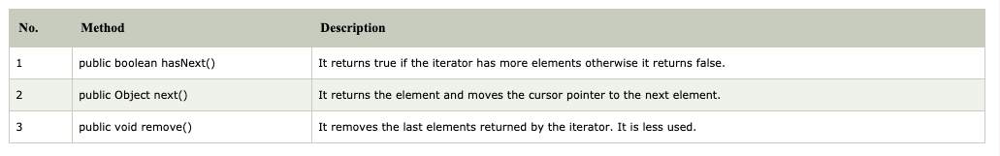 No. Method Description
1 public boolean hasNext() It returns true if the iterator has more elements otherwise it returns false.
2 public Object next() It returns the element and moves the cursor pointer to the next element.
3 public void remove() It removes the last elements returned by the iterator. It is less used.